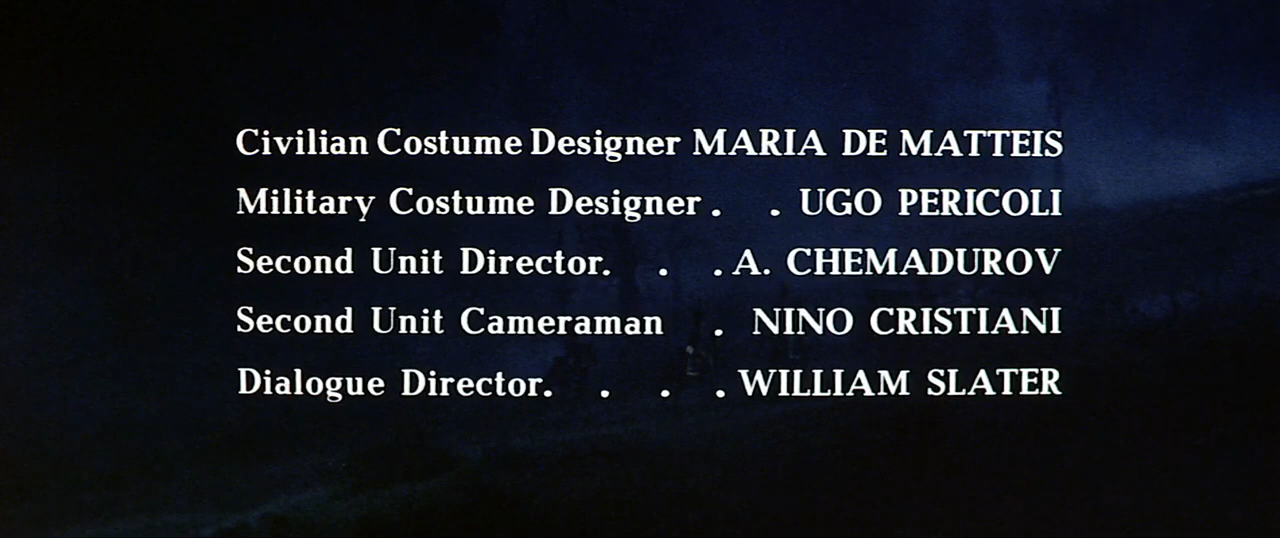 Civilian Costume Designer MARIA DE MATTEIS
Military Costume Designer . . UGO PERICOLI
Second Unit Director. . . A. CHEMADUROV
Second Unit Cameraman . NINO CRISTIANI
Dialogue Director. . . . WILLIAM SLATER